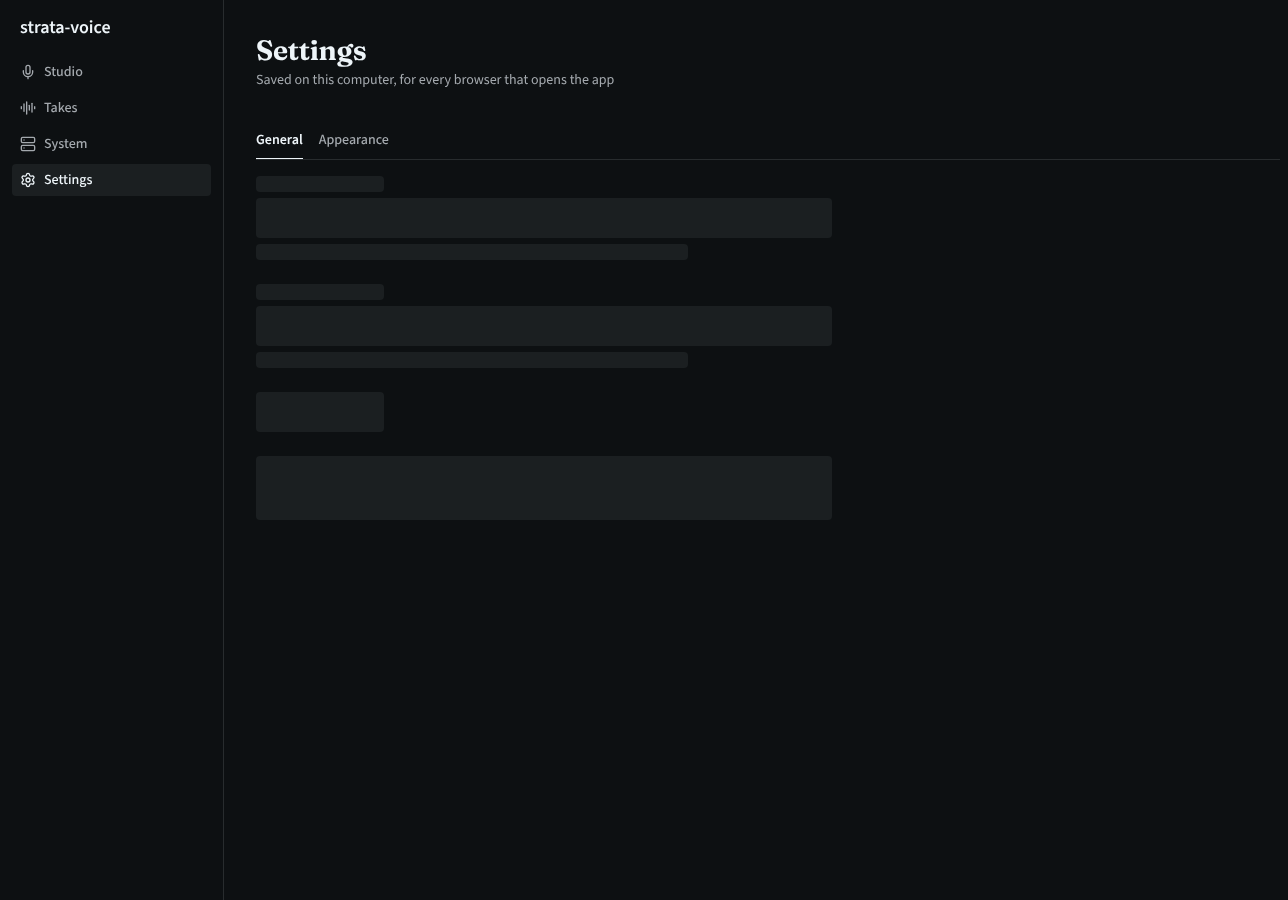 strata-voice
Studio
Takes
System
Settings
Settings
Saved on this computer, for every browser that opens the app
General
Appearance